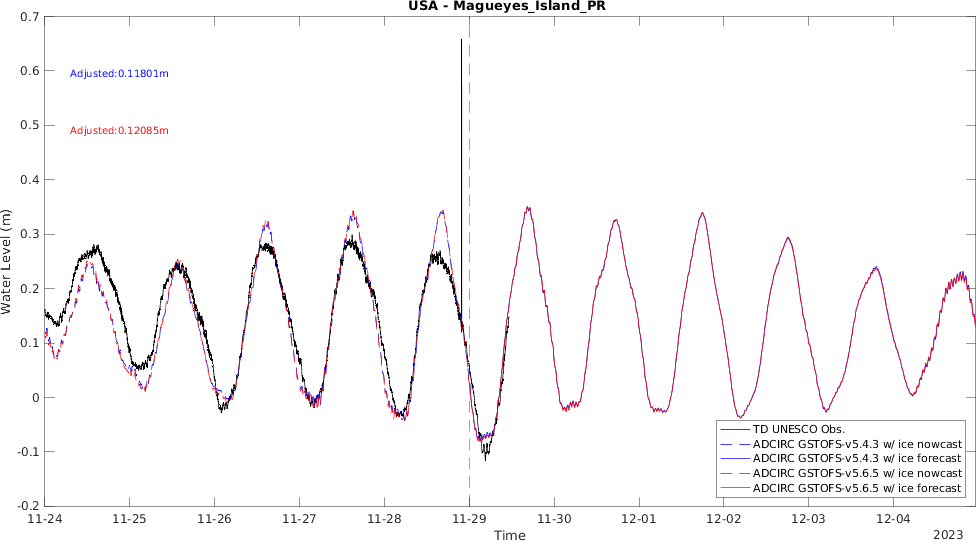 USA - Magueyes_Island_PR
0.7
0.6
0.5
0.4
0.3
0.2
0.1
0
-0.1
-0.2
Water Level (m)
Adjusted:0.11801m
Adjusted:0.12085m
TD UNESCO Obs.
ADCIRC GSTOFS-v5.4.3 w/ ice nowcast
ADCIRC GSTOFS-v5.4.3 w/ ice forecast
ADCIRC GSTOFS-v5.6.5 w/ ice nowcast
ADCIRC GSTOFS-v5.6.5 w/ ice forecast
11-24 11-25 11-26 11-27 11-28 11-29 11-30 12-01 12-02 12-03 12-04
Time
2023